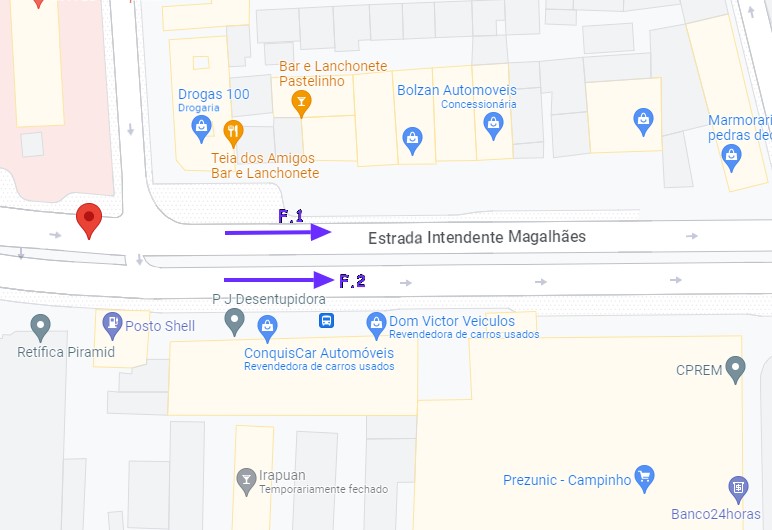 Bar e Lanchonete
Pastelinho
Drogas 100
Drogaria
Bolzan Automoveis
Concessionária
Teia dos Amigos
Bar e Lanchonete
Marmorari
pedras dec
F.1
Estrada Intendente Magalhães
F.2
P J Desentupidora
Posto Shell
Dom Victor Veiculos
Revendedora de carros usados
Retífica Piramid
ConquisCar Automóveis
Revendedora de carros usados
CPREM
Irapuan
Temporariamente fechado
Prezunic - Campinho
Banco24horas